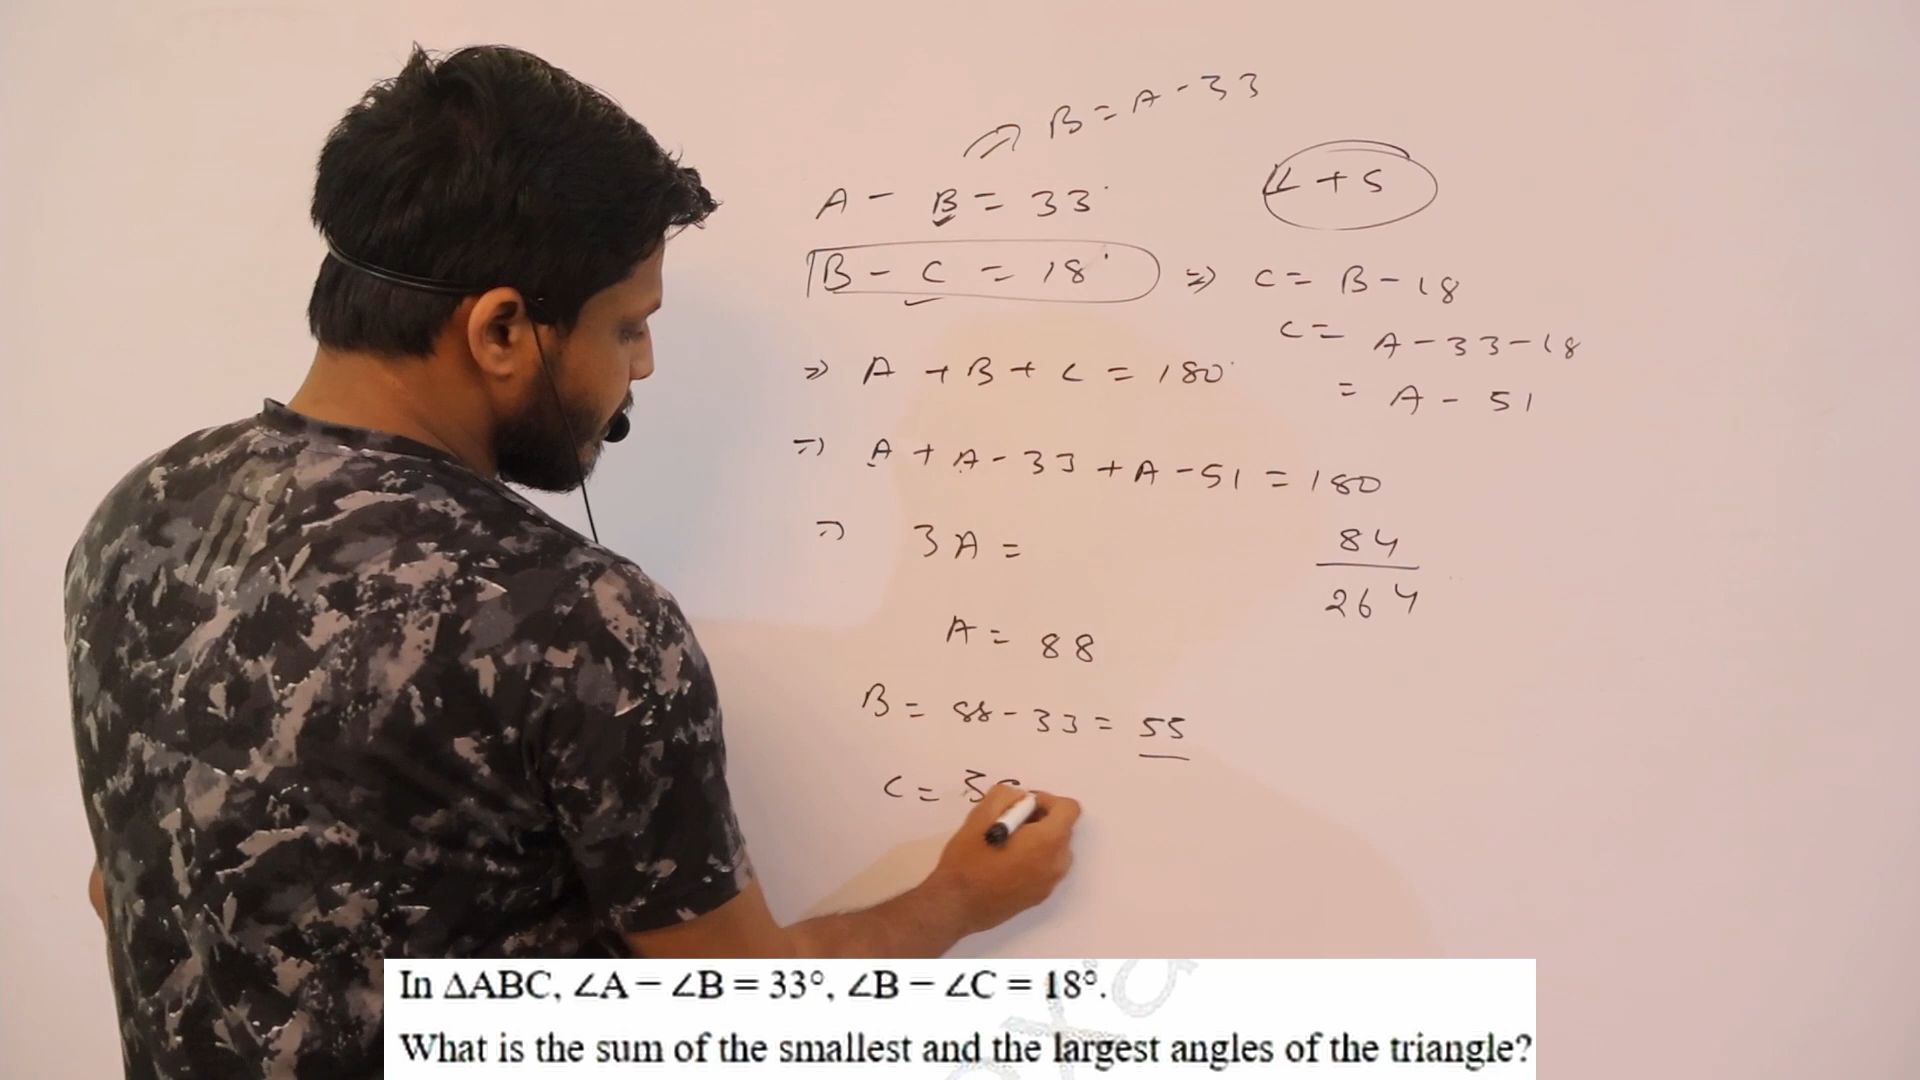 B = A - 33
A - B = 33°
L + S
B - C = 18° ⇒ C = B - 18
C = A - 33 - 18
= A - 51
⇒ A + B + C = 180°
⇒ A + A - 33 + A - 51 = 180
⇒ 3A =
84
264
A = 88
B = 88 - 33 = 55
C = 3
In ΔABC, ∠A – ∠B = 33°, ∠B – ∠C = 18°.
What is the sum of the smallest and the largest angles of the triangle?